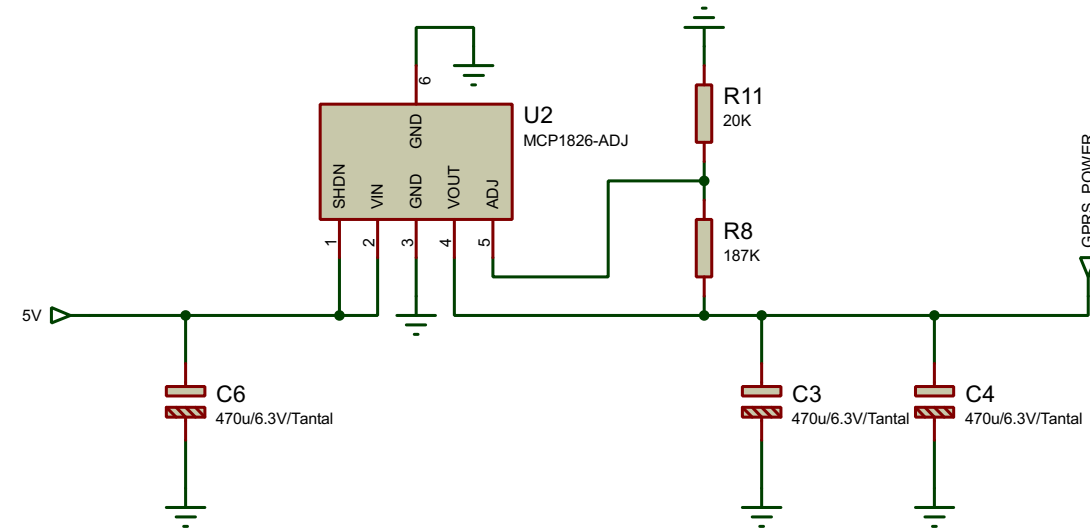 R11
20K
6
U2
MCP1826-ADJ
GND
SHDN
VIN
GND
VOUT
ADJ
1
2
3
4
5
R8
187K
GPRS_POWER
5V
C6
470u/6.3V/Tantal
C3
470u/6.3V/Tantal
C4
470u/6.3V/Tantal